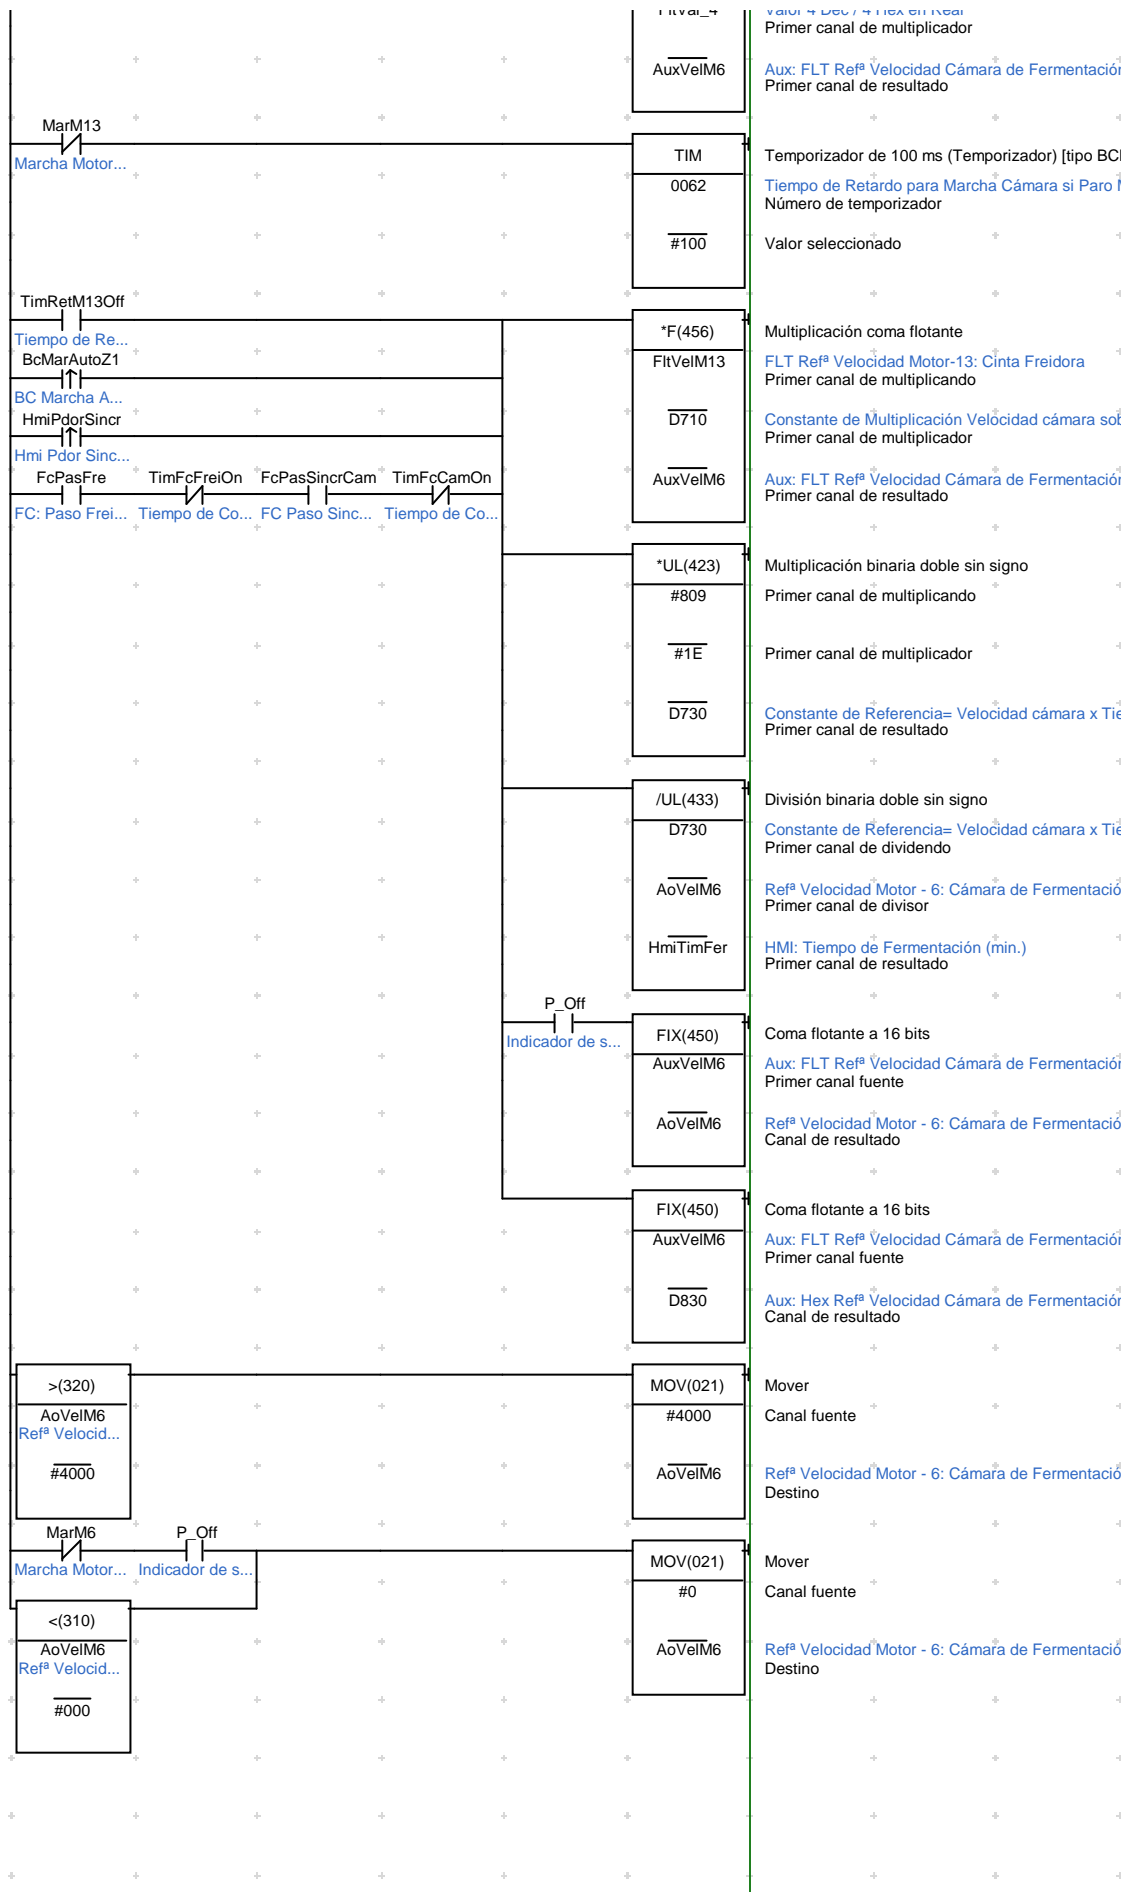 Primer canal de multiplicador
AuxVelM6
Aux: FLT Refª Velocidad Cámara de Fermentación
Primer canal de resultado
MarM13
Marcha Motor...
TIM
Temporizador de 100 ms (Temporizador) [tipo BCD
0062
Tiempo de Retardo para Marcha Cámara si Paro M
Número de temporizador
#100
Valor seleccionado
TimRetM13Off
Tiempo de Re...
BcMarAutoZ1
BC Marcha A...
HmiPdorSincr
Hmi Pdor Sinc...
FcPasFre
FC: Paso Frei...
TimFcFreiOn
Tiempo de Co...
FcPasSincrCam
FC Paso Sinc...
TimFcCamOn
Tiempo de Co...
*F(456)
Multiplicación coma flotante
FltVelM13
FLT Refª Velocidad Motor-13: Cinta Freidora
Primer canal de multiplicando
D710
Constante de Multiplicación Velocidad cámara sob
Primer canal de multiplicador
AuxVelM6
Aux: FLT Refª Velocidad Cámara de Fermentación
Primer canal de resultado
*UL(423)
Multiplicación binaria doble sin signo
#809
Primer canal de multiplicando
#1E
Primer canal de multiplicador
D730
Constante de Referencia= Velocidad cámara x Tie
Primer canal de resultado
/UL(433)
División binaria doble sin signo
D730
Constante de Referencia= Velocidad cámara x Tie
Primer canal de dividendo
AoVelM6
Refª Velocidad Motor - 6: Cámara de Fermentació
Primer canal de divisor
HmiTimFer
HMI: Tiempo de Fermentación (min.)
Primer canal de resultado
P_Off
Indicador de s...
FIX(450)
Coma flotante a 16 bits
AuxVelM6
Aux: FLT Refª Velocidad Cámara de Fermentación
Primer canal fuente
AoVelM6
Refª Velocidad Motor - 6: Cámara de Fermentació
Canal de resultado
FIX(450)
Coma flotante a 16 bits
AuxVelM6
Aux: FLT Refª Velocidad Cámara de Fermentación
Primer canal fuente
D830
Aux: Hex Refª Velocidad Cámara de Fermentación
Canal de resultado
>(320)
AoVelM6
Refª Velocid...
#4000
MOV(021)
Mover
#4000
Canal fuente
AoVelM6
Refª Velocidad Motor - 6: Cámara de Fermentació
Destino
MarM6
Marcha Motor...
P_Off
Indicador de s...
<(310)
AoVelM6
Refª Velocid...
#000
MOV(021)
Mover
#0
Canal fuente
AoVelM6
Refª Velocidad Motor - 6: Cámara de Fermentació
Destino